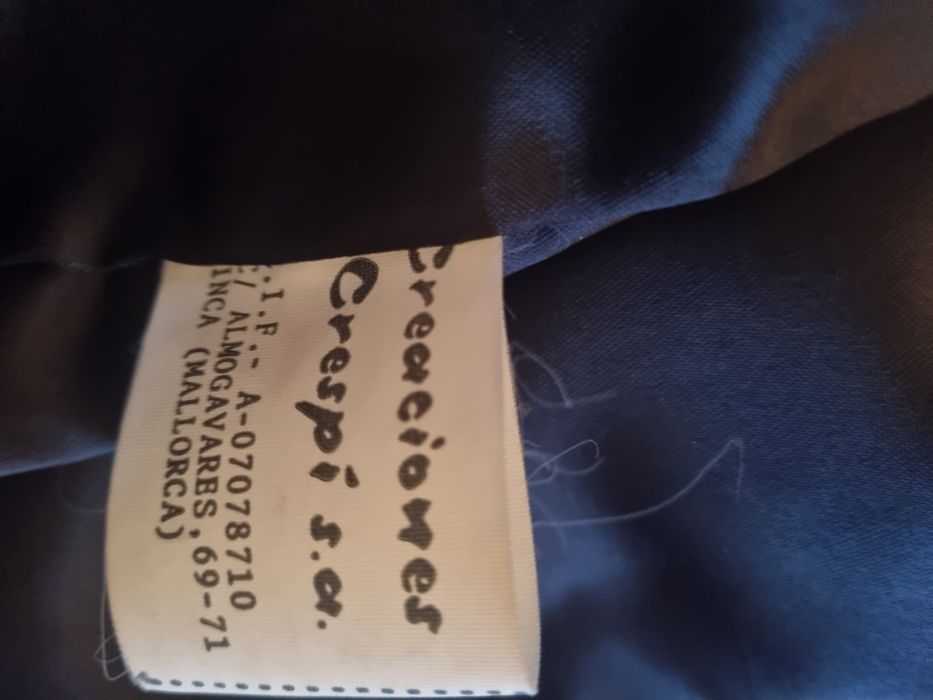 Creaciones
Crespí s.a.
C.I.F.- A-07078710
C/ ALMOGAVARES,69-71
INCA (MALLORCA)